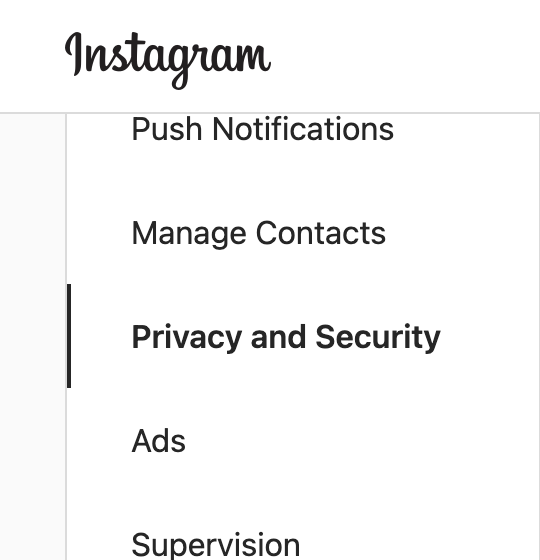 Instagram
Push Notifications
Manage Contacts
Privacy and Security
Ads
Supervision